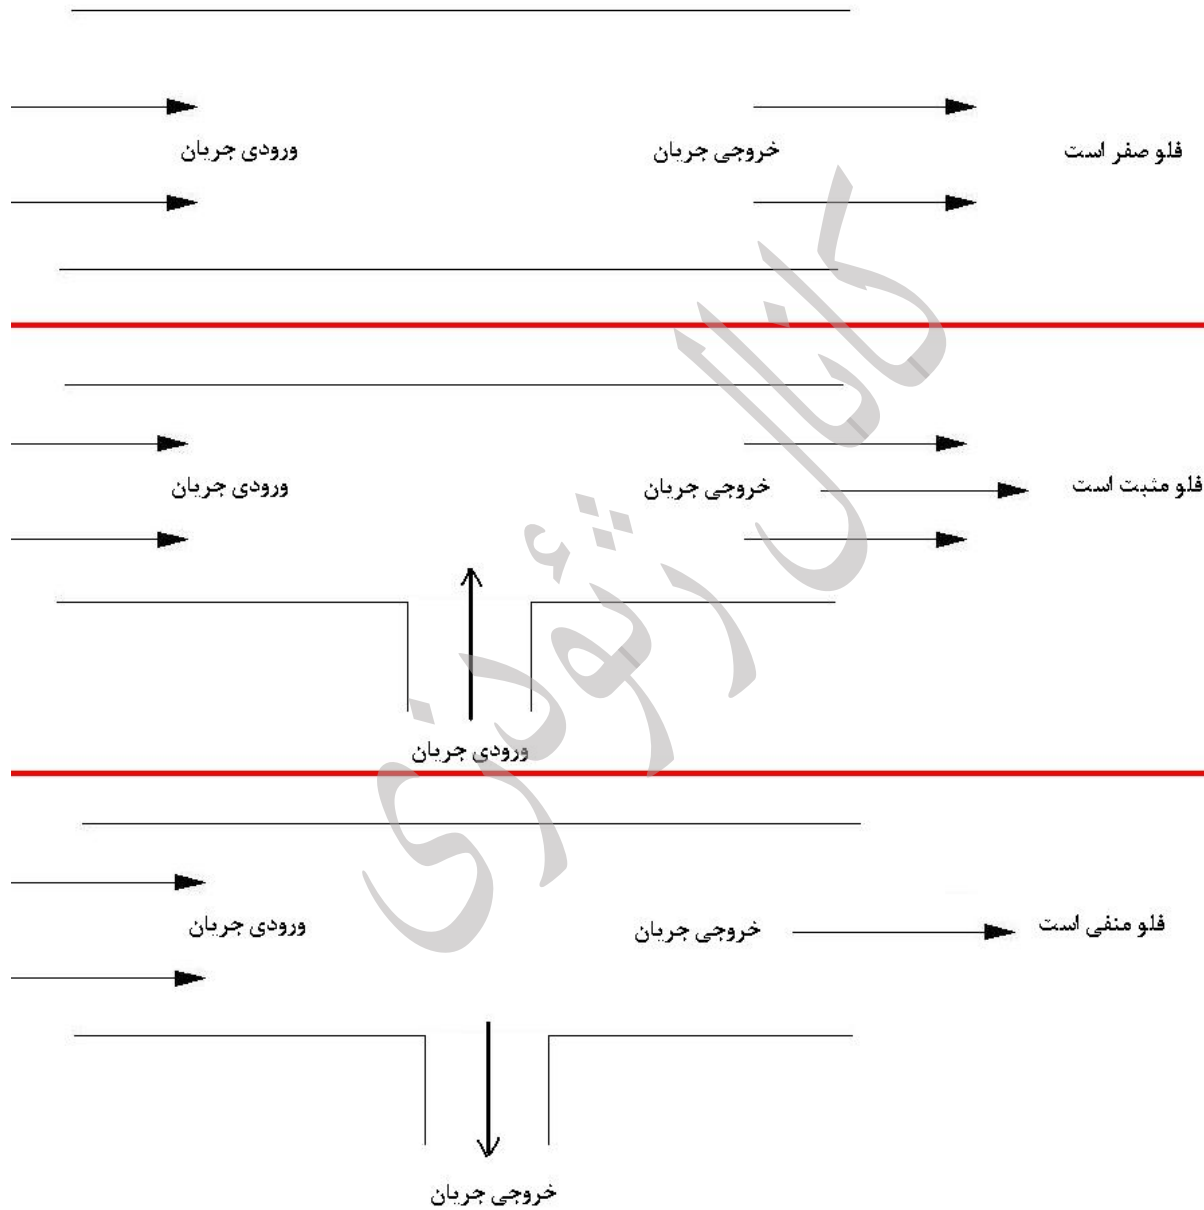 ورودی جریان
خروجی جریان
فلو صفر است
ورودی جریان
خروجی جریان
فلو مثبت است
ورودی جریان
ورودی جریان
خروجی جریان
فلو منفی است
خروجی جریان
کانال ژئودزی